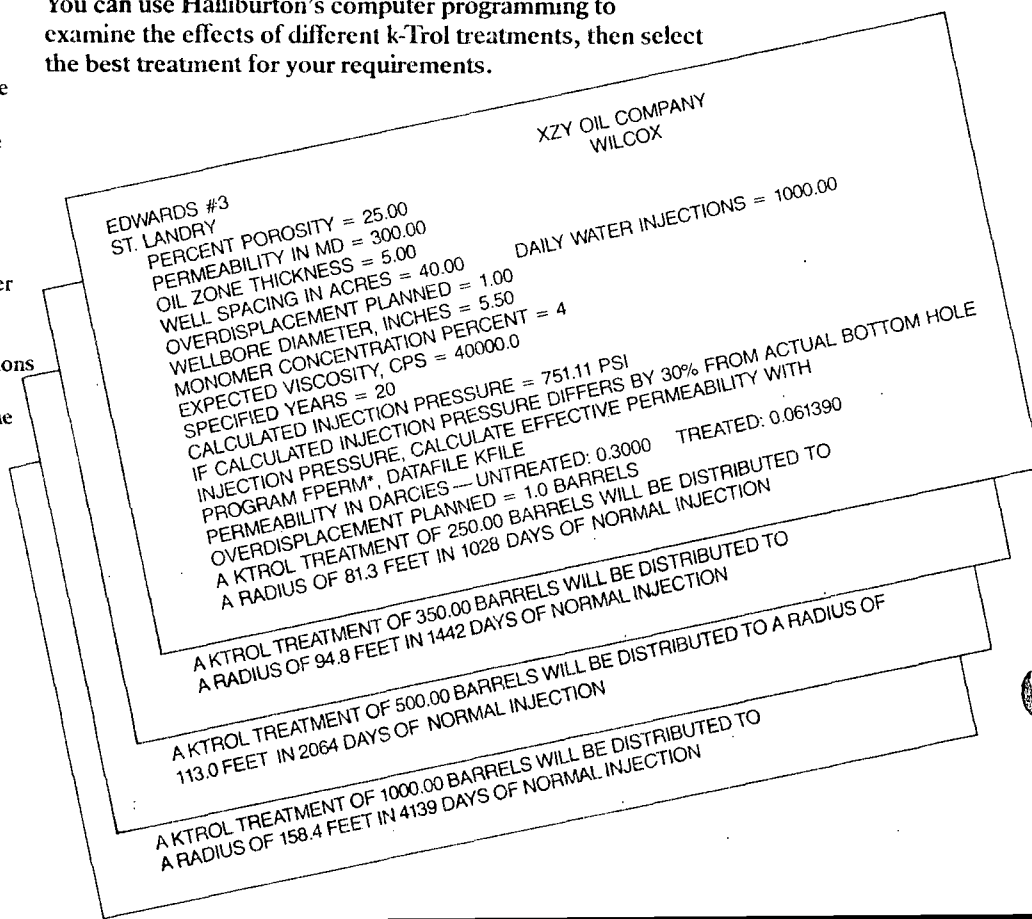 You can use Halliburton's computer programming to
examine the effects of different k-Trol treatments, then select
the best treatment for your requirements.
ons
XZY OIL COMPANY
WILCOX
EDWARDS #3
ST. LANDRY
PERCENT POROSITY = 25.00
PERMEABILITY IN MD = 300.00
OIL ZONE THICKNESS = 5.00
WELL SPACING IN ACRES = 40.00 DAILY WATER INJECTIONS = 1000.00
OVERDISPLACEMENT PLANNED = 1.00
WELLBORE DIAMETER, INCHES = 5.50
MONOMER CONCENTRATION PERCENT = 4
EXPECTED VISCOSITY, CPS = 40000.0
SPECIFIED YEARS = 20
CALCULATED INJECTION PRESSURE = 751.11 PSI
IF CALCULATED INJECTION PRESSURE DIFFERS BY 30% FROM ACTUAL BOTTOM HOLE
INJECTION PRESSURE, CALCULATE EFFECTIVE PERMEABILITY WITH
PROGRAM FPERM*, DATAFILE KFILE
PERMEABILITY IN DARCIES — UNTREATED: 0.3000 TREATED: 0.061390
OVERDISPLACEMENT PLANNED = 1.0 BARRELS
A KTROL TREATMENT OF 250.00 BARRELS WILL BE DISTRIBUTED TO
A RADIUS OF 81.3 FEET IN 1028 DAYS OF NORMAL INJECTION
A KTROL TREATMENT OF 350.00 BARRELS WILL BE DISTRIBUTED TO
A RADIUS OF 94.8 FEET IN 1442 DAYS OF NORMAL INJECTION
A KTROL TREATMENT OF 500.00 BARRELS WILL BE DISTRIBUTED TO A RADIUS OF
113.0 FEET IN 2064 DAYS OF NORMAL INJECTION
A KTROL TREATMENT OF 1000.00 BARRELS WILL BE DISTRIBUTED TO
A RADIUS OF 158.4 FEET IN 4139 DAYS OF NORMAL INJECTION